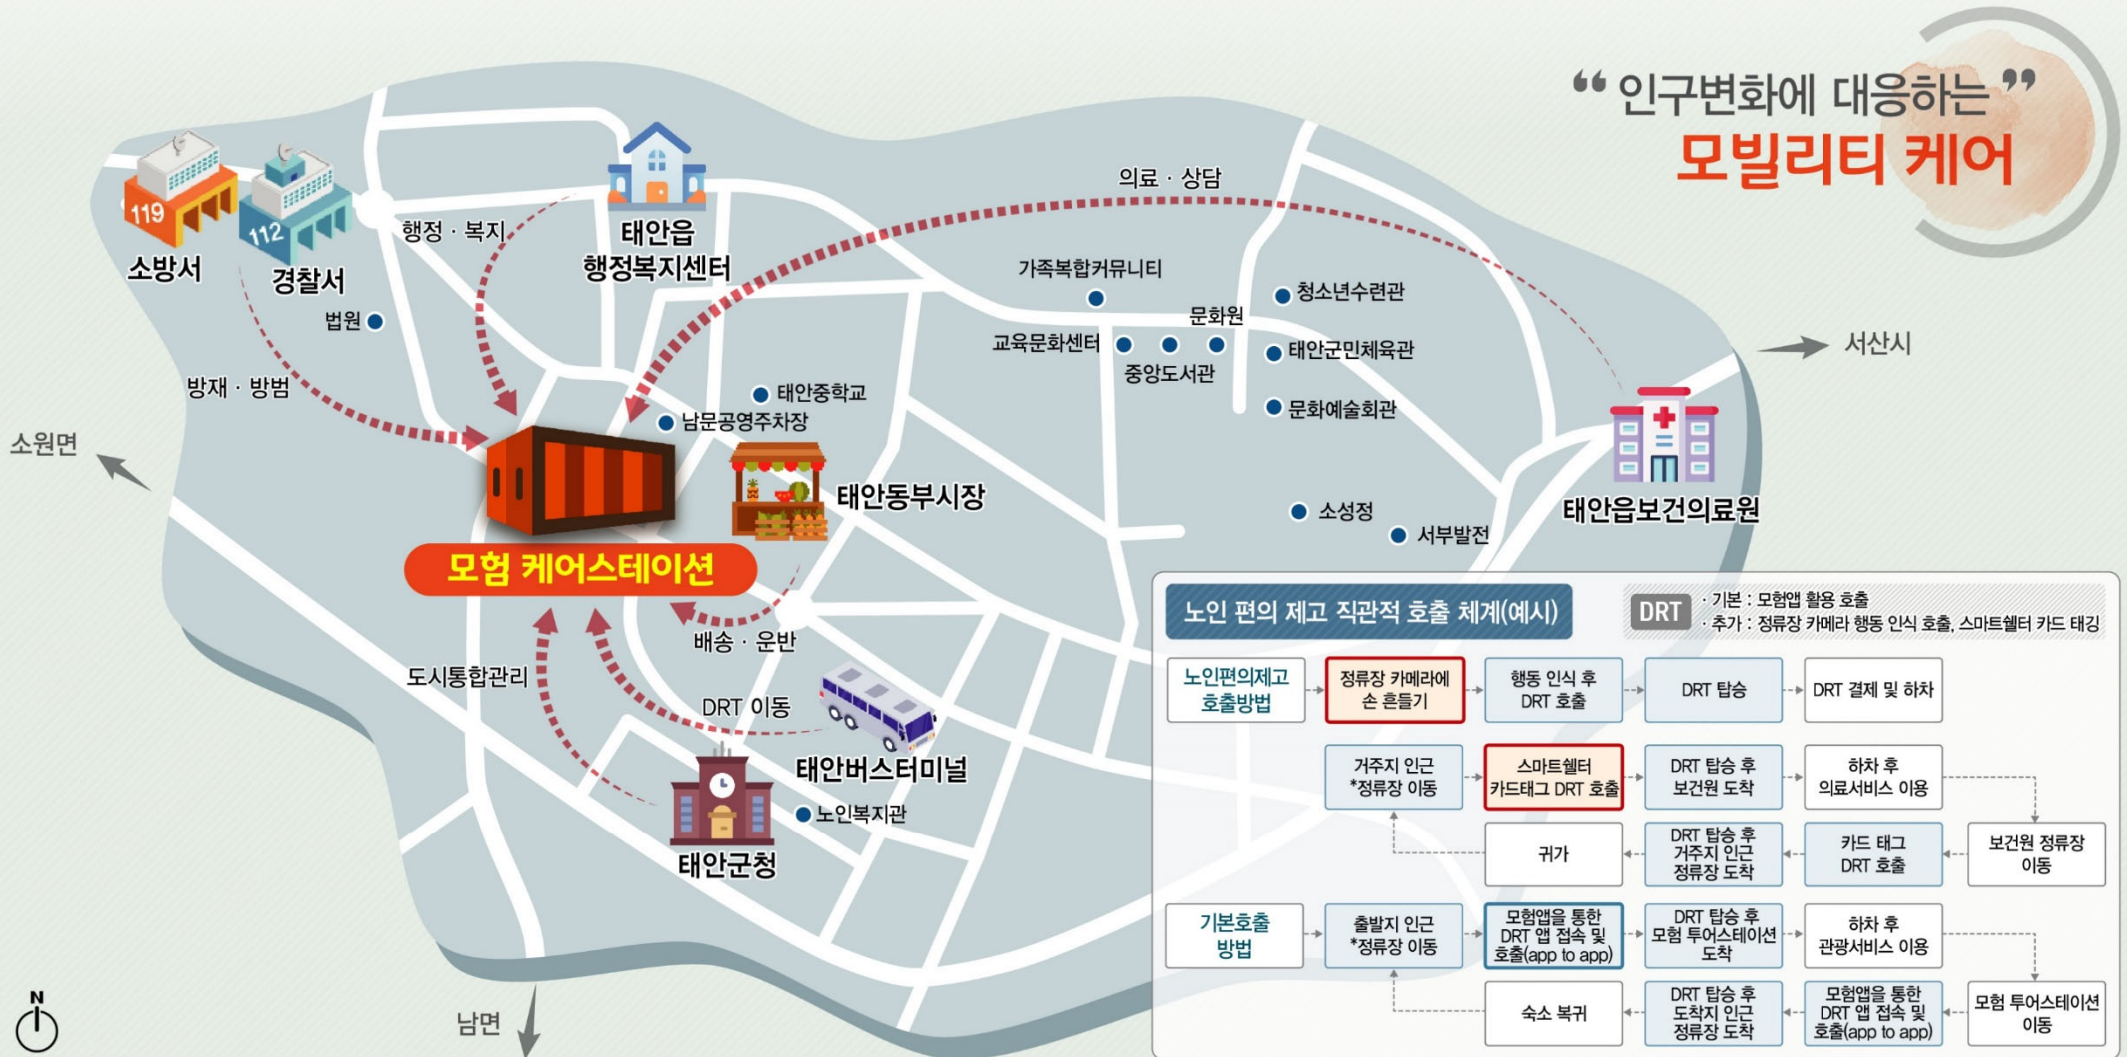 “ 인구변화에 대응하는 ”
모빌리티 케어
119
소방서
112
경찰서
법원
행정 · 복지
태안읍
행정복지센터
의료 · 상담
가족복합커뮤니티
청소년수련관
문화원
교육문화센터
중앙도서관
태안군민체육관
문화예술회관
서산시
방재 · 방범
태안중학교
남문공영주차장
소원면
태안동부시장
소성정
서부발전
태안읍보건의료원
모험 케어스테이션
배송 · 운반
도시통합관리
DRT 이동
태안버스터미널
노인복지관
태안군청
남면
N
노인 편의 제고 직관적 호출 체계(예시)
DRT
· 기본 : 모험앱 활용 호출
· 추가 : 정류장 카메라 행동 인식 호출, 스마트쉘터 카드 태깅
노인편의제고
호출방법
정류장 카메라에
손 흔들기
행동 인식 후
DRT 호출
DRT 탑승
DRT 결제 및 하차
거주지 인근
*정류장 이동
스마트쉘터
카드태그 DRT 호출
DRT 탑승 후
보건원 도착
하차 후
의료서비스 이용
보건원 정류장
이동
카드 태그
DRT 호출
DRT 탑승 후
거주지 인근
정류장 도착
귀가
기본호출
방법
출발지 인근
*정류장 이동
모험앱을 통한
DRT 앱 접속 및
호출(app to app)
DRT 탑승 후
모험 투어스테이션
도착
하차 후
관광서비스 이용
모험 투어스테이션
이동
모험앱을 통한
DRT 앱 접속 및
호출(app to app)
DRT 탑승 후
도착지 인근
정류장 도착
숙소 복귀